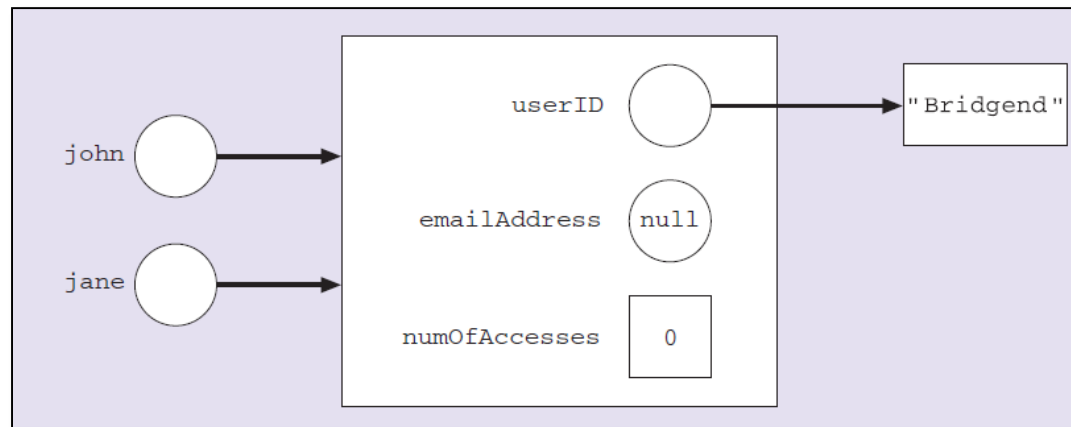 userID
"Bridgend"
john
emailAddress
null
jane
numOfAccesses
0